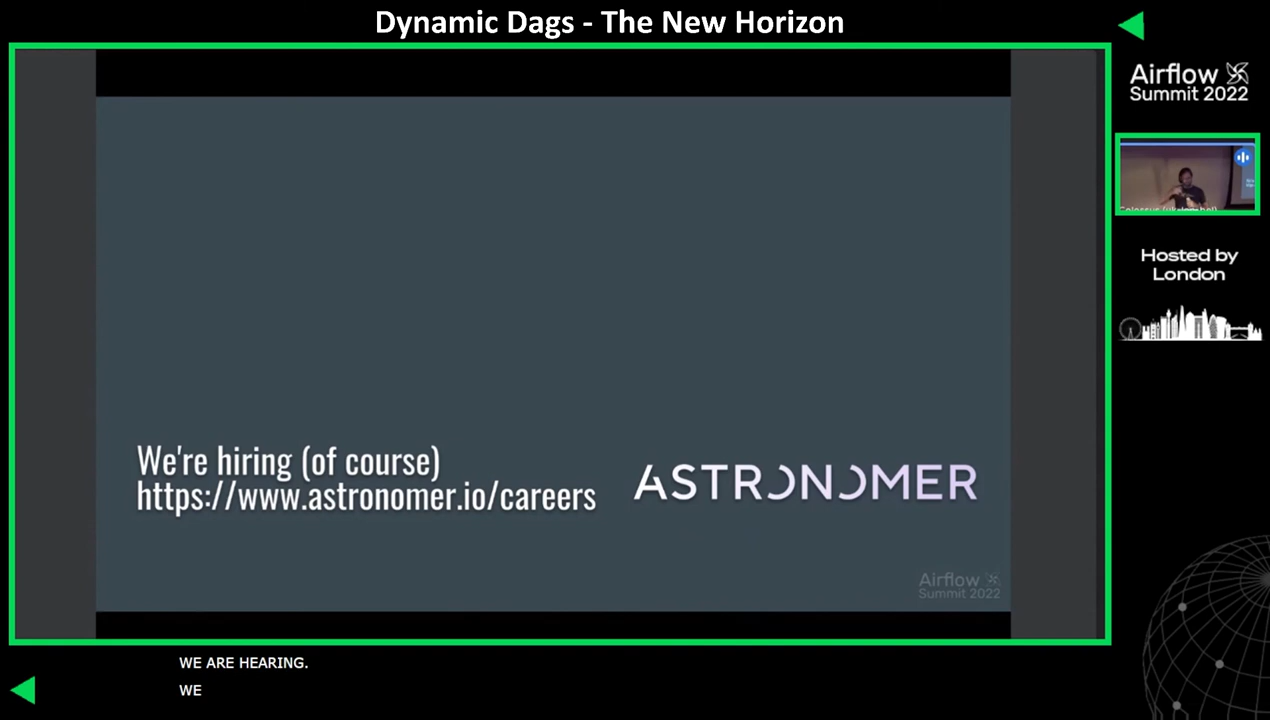 Dynamic Dags - The New Horizon
Airflow
Summit 2022
Hosted by
London
We're hiring (of course)
https://www.astronomer.io/careers
ASTRONOMER
Airflow
Summit 2022
WE ARE HEARING.
WE